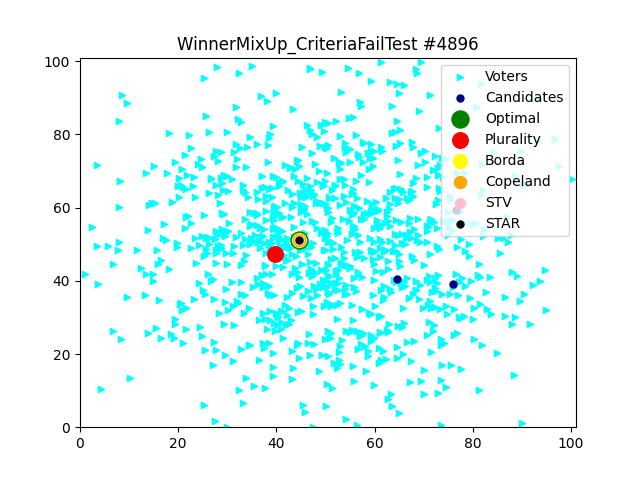 WinnerMixUp_CriteriaFailTest #4896
100
80
60
40
20
0
0
20
40
60
80
100
Voters
Candidates
Optimal
Plurality
Borda
Copeland
STV
STAR